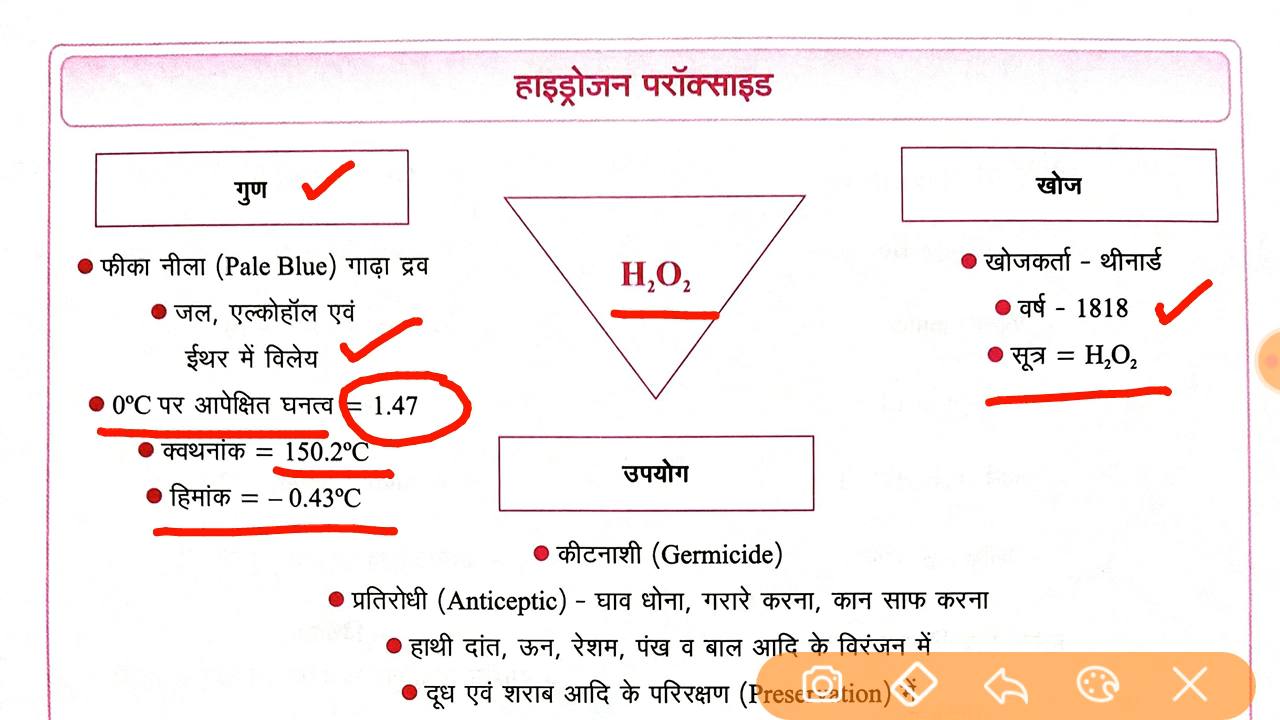 हाइड्रोजन परॉक्साइड
गुण
• फीका नीला (Pale Blue) गाढ़ा द्रव
• जल, एल्कोहॉल एवं
ईथर में विलेय
• 0ºC पर आपेक्षित घनत्व = 1.47
• क्वथनांक = 150.2ºC
• हिमांक = – 0.43ºC
H₂O₂
खोज
• खोजकर्ता - थीनार्ड
• वर्ष - 1818
• सूत्र = H₂O₂
उपयोग
• कीटनाशी (Germicide)
• प्रतिरोधी (Anticeptic) - घाव धोना, गरारे करना, कान साफ करना
• हाथी दांत, ऊन, रेशम, पंख व बाल आदि के विरंजन में
• दूध एवं शराब आदि के परिरक्षण (Preservation) में